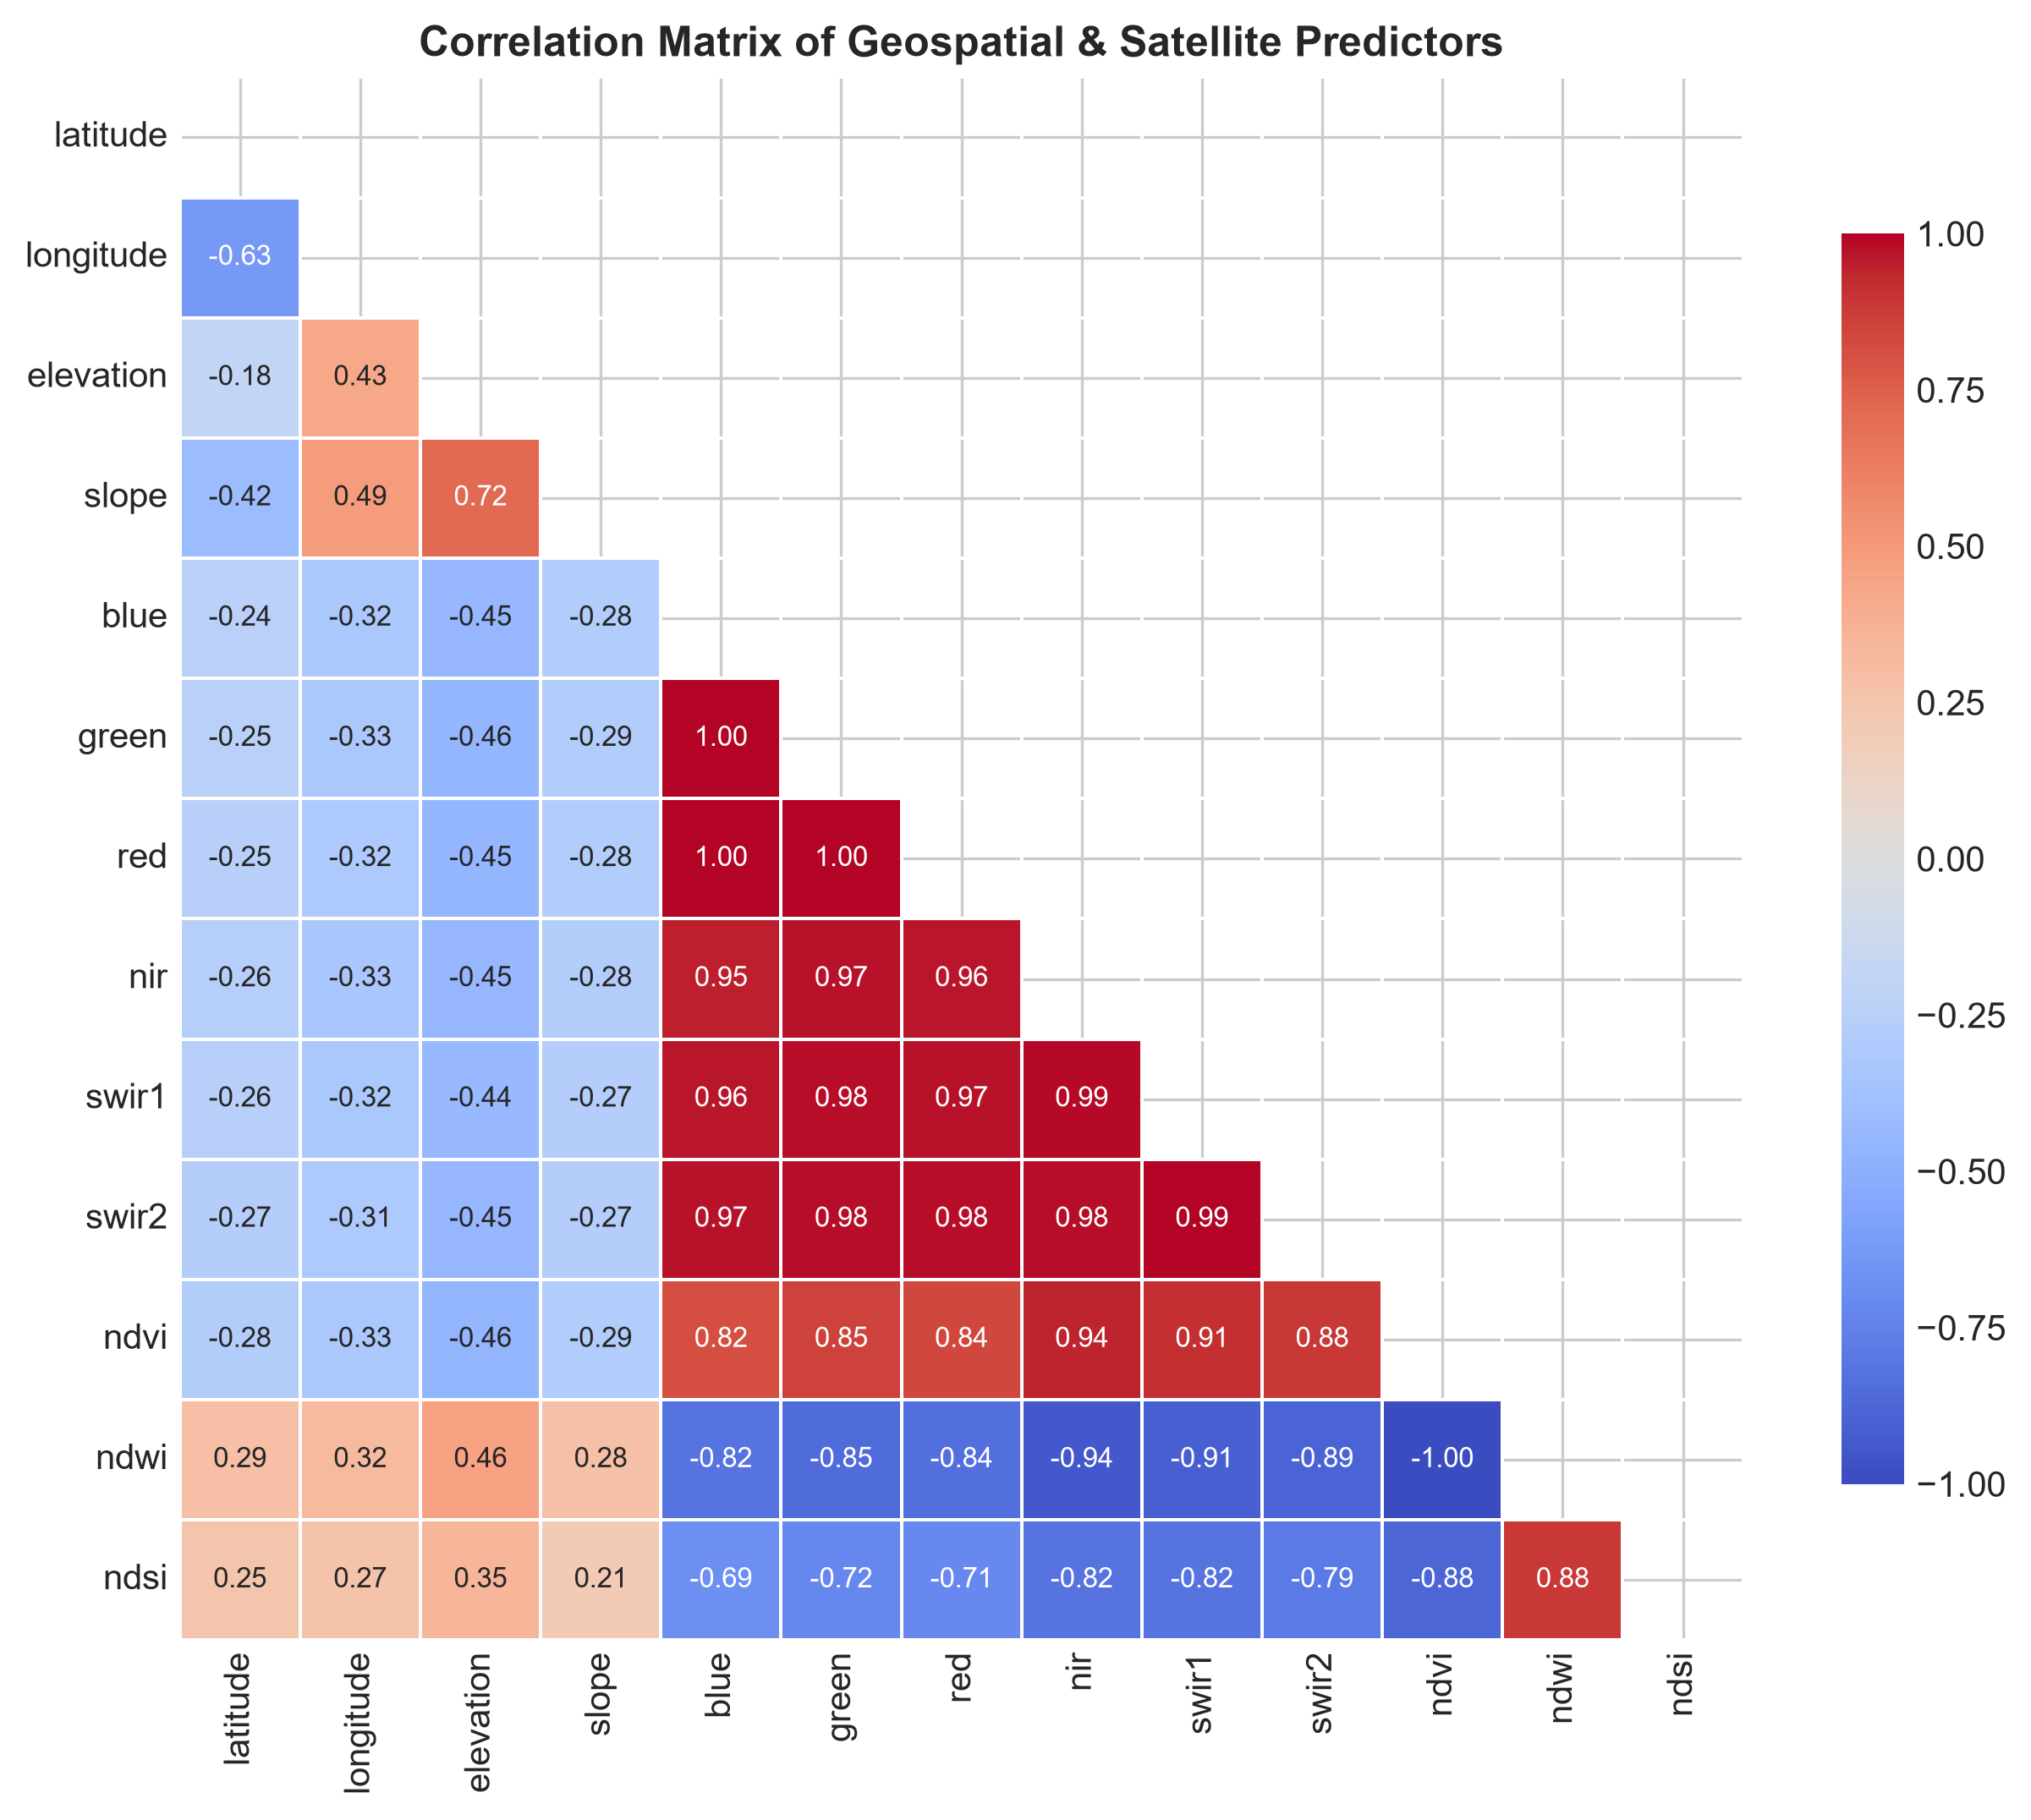 Correlation Matrix of Geospatial & Satellite Predictors
latitude
longitude -0.63
elevation -0.18 0.43
slope -0.42 0.49 0.72
blue -0.24 -0.32 -0.45 -0.28
green -0.25 -0.33 -0.46 -0.29 1.00
red -0.25 -0.32 -0.45 -0.28 1.00 1.00
nir -0.26 -0.33 -0.45 -0.28 0.95 0.97 0.96
swir1 -0.26 -0.32 -0.44 -0.27 0.96 0.98 0.97 0.99
swir2 -0.27 -0.31 -0.45 -0.27 0.97 0.98 0.98 0.98 0.99
ndvi -0.28 -0.33 -0.46 -0.29 0.82 0.85 0.84 0.94 0.91 0.88
ndwi 0.29 0.32 0.46 0.28 -0.82 -0.85 -0.84 -0.94 -0.91 -0.89 -1.00
ndsi 0.25 0.27 0.35 0.21 -0.69 -0.72 -0.71 -0.82 -0.82 -0.79 -0.88 0.88
latitude longitude elevation slope blue green red nir swir1 swir2 ndvi ndwi ndsi
1.00
0.75
0.50
0.25
0.00
−0.25
−0.50
−0.75
−1.00